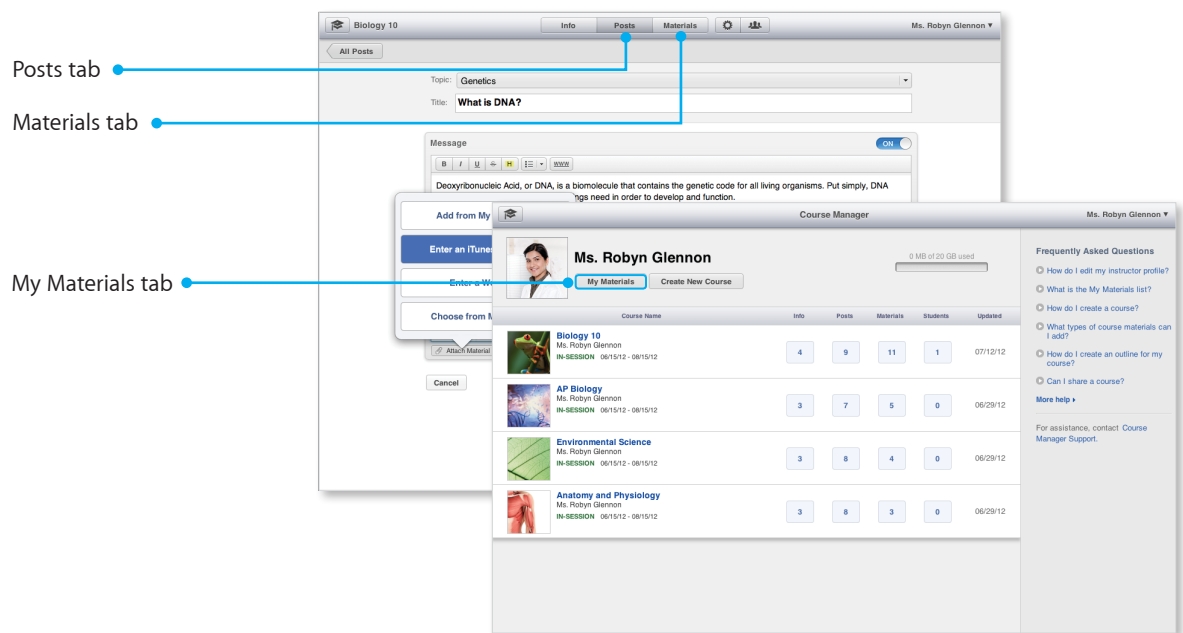 Biology 10
Info
Posts
Materials
Ms. Robyn Glennon ▼
All Posts
Posts tab
Topic: Genetics
Title: What is DNA?
Materials tab
Message
ON
B I U S H WWW
Deoxyribonucleic Acid, or DNA, is a biomolecule that contains the genetic code for all living organisms. Put simply, DNA
need in order to develop and function.
Add from My
Enter an iTunes
Enter a
Choose from
Attach Material
Cancel
My Materials tab
Course Manager
Ms. Robyn Glennon ▼
Ms. Robyn Glennon
0 MB of 20 GB used
My Materials
Create New Course
Course Name Info Posts Materials Students Updated
Biology 10
Ms. Robyn Glennon
IN-SESSION 06/15/12 - 08/15/12
4 9 11 1 07/12/12
AP Biology
Ms. Robyn Glennon
IN-SESSION 06/15/12 - 08/15/12
3 7 5 0 06/29/12
Environmental Science
Ms. Robyn Glennon
IN-SESSION 06/15/12 - 08/15/12
3 8 4 0 06/29/12
Anatomy and Physiology
Ms. Robyn Glennon
IN-SESSION 06/15/12 - 08/15/12
3 8 3 0 06/29/12
Frequently Asked Questions
How do I edit my instructor profile?
What is the My Materials list?
How do I create a course?
What types of course materials can
I add?
How do I create an outline for my
course?
Can I share a course?
More help
For assistance, contact Course
Manager Support.